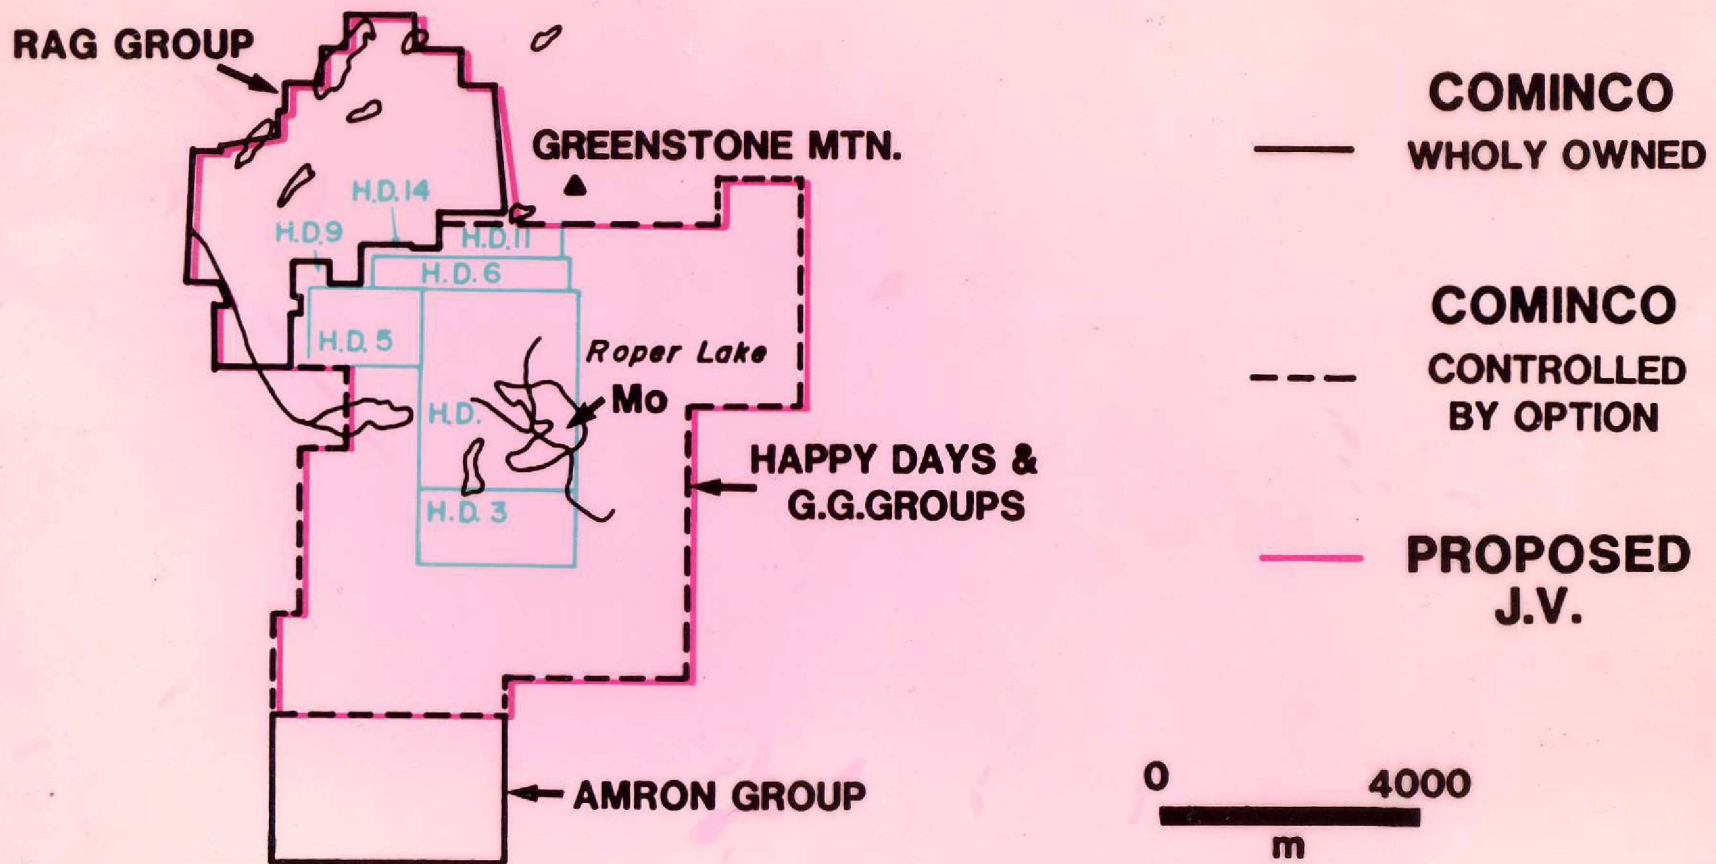 RAG GROUP
GREENSTONE MTN.
H.D.14
H.D.9
H.D.11
H.D. 6
H.D. 5
Roper Lake
Mo
H.D.
H.D. 3
HAPPY DAYS &
G.G.GROUPS
AMRON GROUP
COMINCO
WHOLY OWNED
COMINCO
CONTROLLED
BY OPTION
PROPOSED
J.V.
0 4000
m